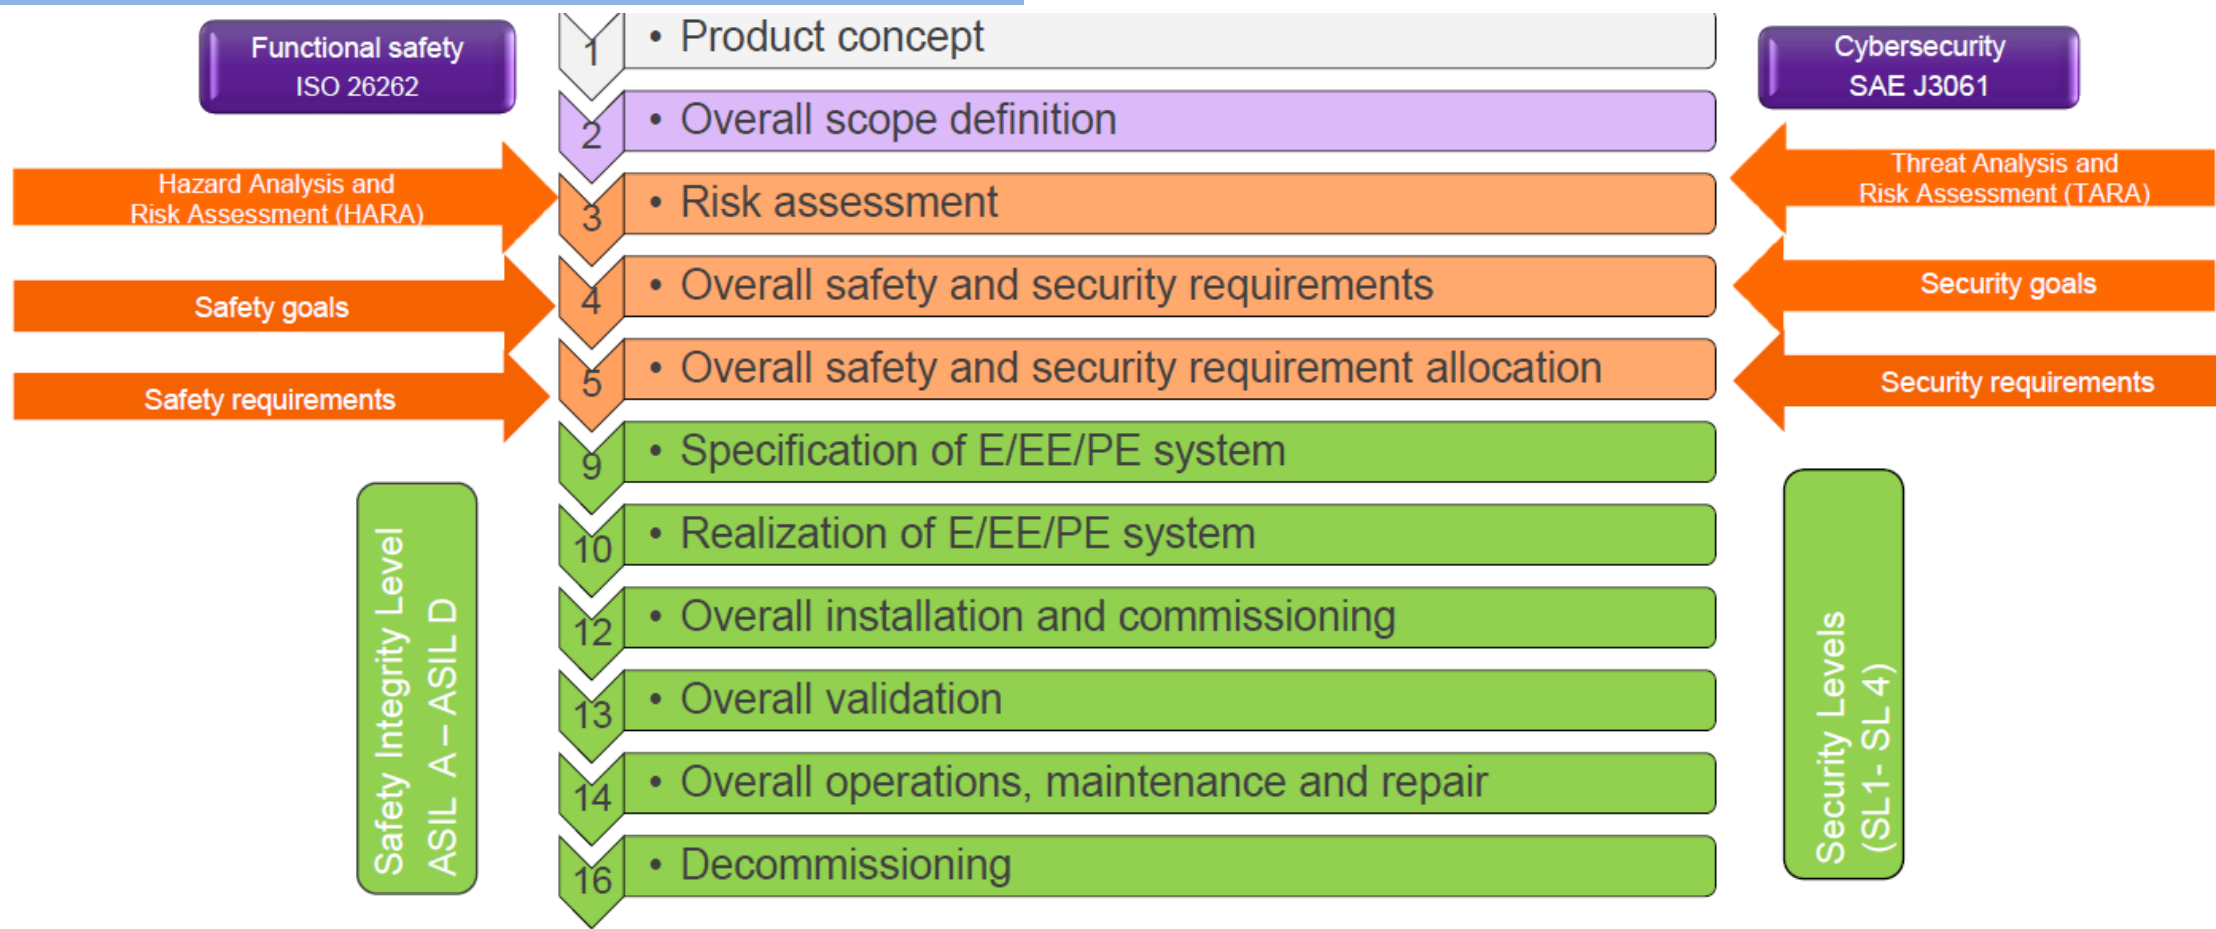 Functional safety
ISO 26262
Hazard Analysis and
Risk Assessment (HARA)
Safety goals
Safety requirements
Safety Integrity Level
ASIL A – ASIL D
1
• Product concept
2
• Overall scope definition
3
• Risk assessment
4
• Overall safety and security requirements
5
• Overall safety and security requirement allocation
9
• Specification of E/EE/PE system
10
• Realization of E/EE/PE system
12
• Overall installation and commissioning
13
• Overall validation
14
• Overall operations, maintenance and repair
16
• Decommissioning
Cybersecurity
SAE J3061
Threat Analysis and
Risk Assessment (TARA)
Security goals
Security requirements
Security Levels
(SL1- SL 4)